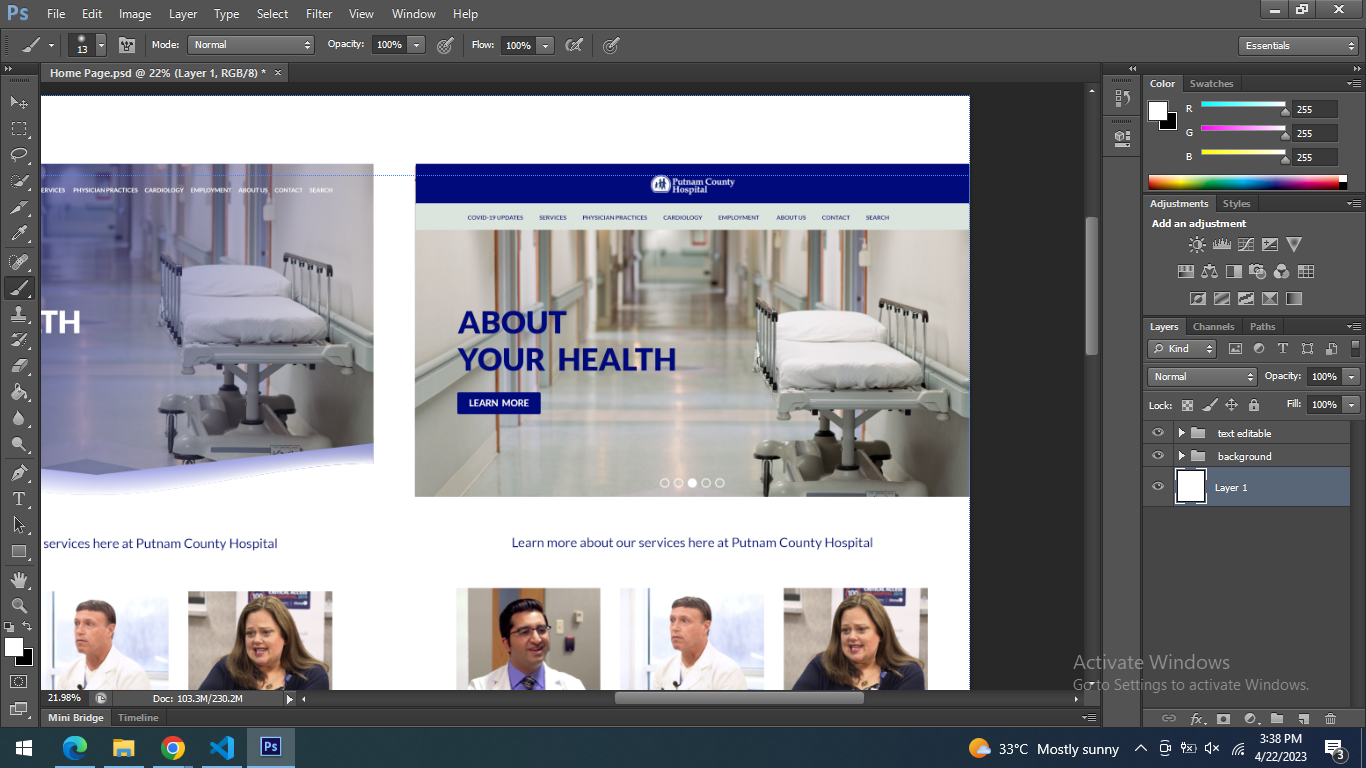 Ps File Edit Image Layer Type Select Filter View Window Help
13 Mode: Normal Opacity: 100% Flow: 100% Essentials
Home Page.psd @ 22% (Layer 1, RGB/8) * ×
ERVICES PHYSICIAN PRACTICES CARDIOLOGY EMPLOYMENT ABOUT US CONTACT SEARCH
LTH
services here at Putnam County Hospital
Putnam County
Hospital
COVID-19 UPDATES SERVICES PHYSICIAN PRACTICES CARDIOLOGY EMPLOYMENT ABOUT US CONTACT SEARCH
ABOUT
YOUR HEALTH
LEARN MORE
Learn more about our services here at Putnam County Hospital
Color Swatches
R 255
G 255
B 255
Adjustments Styles
Add an adjustment
Layers Channels Paths
Kind
Normal Opacity: 100%
Lock: Fill: 100%
text editable
background
Layer 1
Activate Windows
Go to Settings to activate Windows.
21.98% Doc: 103.3M/230.2M
Mini Bridge Timeline
Ps 33°C Mostly sunny
3:38 PM
4/22/2023
3